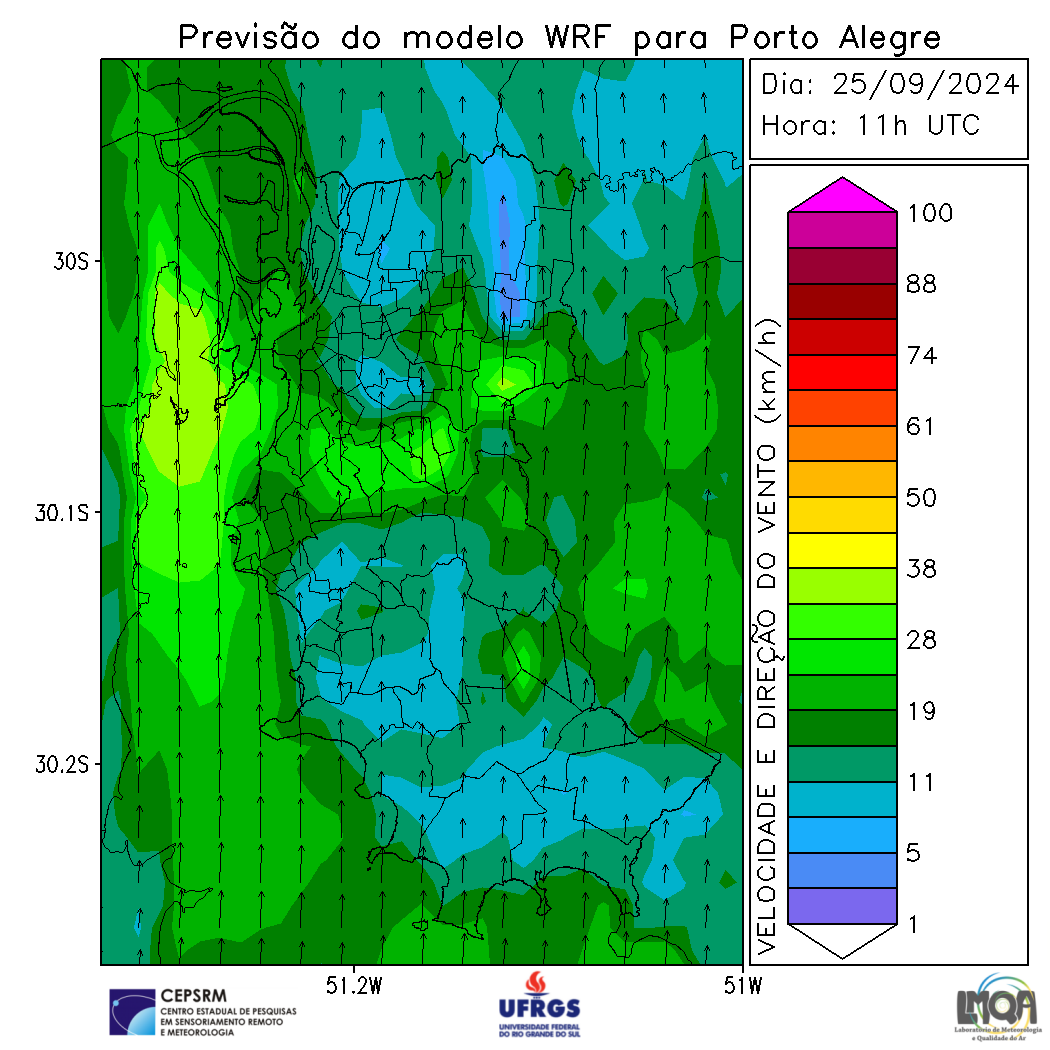 Previsão do modelo WRF para Porto Alegre
Dia: 25/09/2024
Hora: 11h UTC
30S
30.1S
30.2S
51.2W
51W
VELOCIDADE E DIREÇÃO DO VENTO (km/h)
100
88
74
61
50
38
28
19
11
5
1
CEPSRM
CENTRO ESTADUAL DE PESQUISAS
EM SENSORIAMENTO REMOTO
E METEOROLOGIA
UFRGS
UNIVERSIDADE FEDERAL
DO RIO GRANDE DO SUL
LMQA
Laboratório de Meteorologia
e Qualidade do Ar